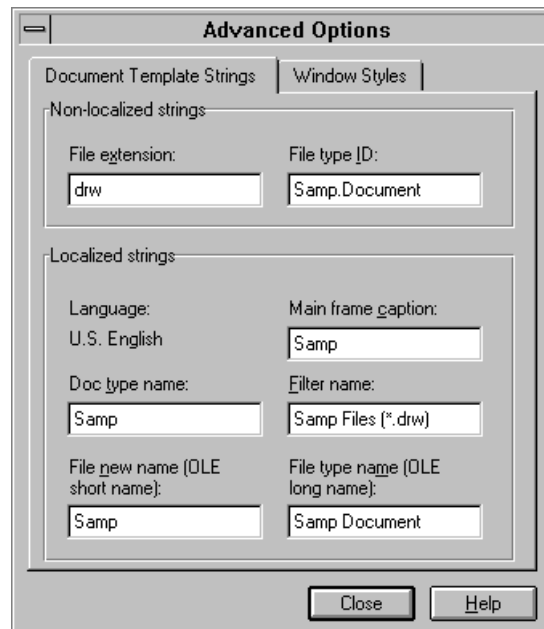 Advanced Options
Document Template Strings
Window Styles
Non-localized strings
File extension:
File type ID:
drw
Samp.Document
Localized strings
Language:
Main frame caption:
U.S. English
Samp
Doc type name:
Filter name:
Samp
Samp Files (*.drw)
File new name (OLE
short name):
File type name (OLE
long name):
Samp
Samp Document
Close
Help